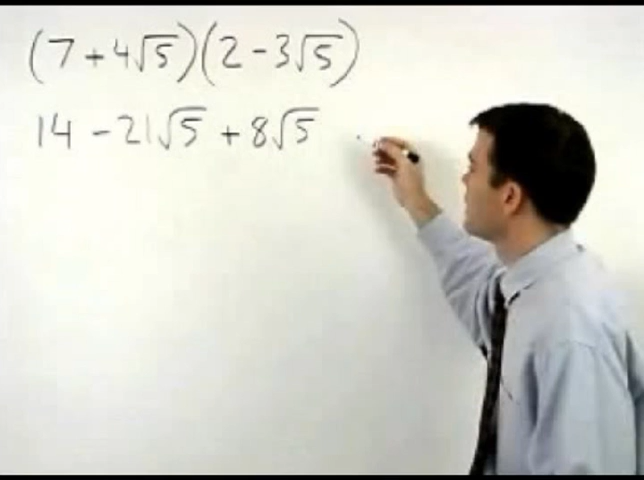 (7 + 4√5)(2 - 3√5)
14 - 21√5 + 8√5